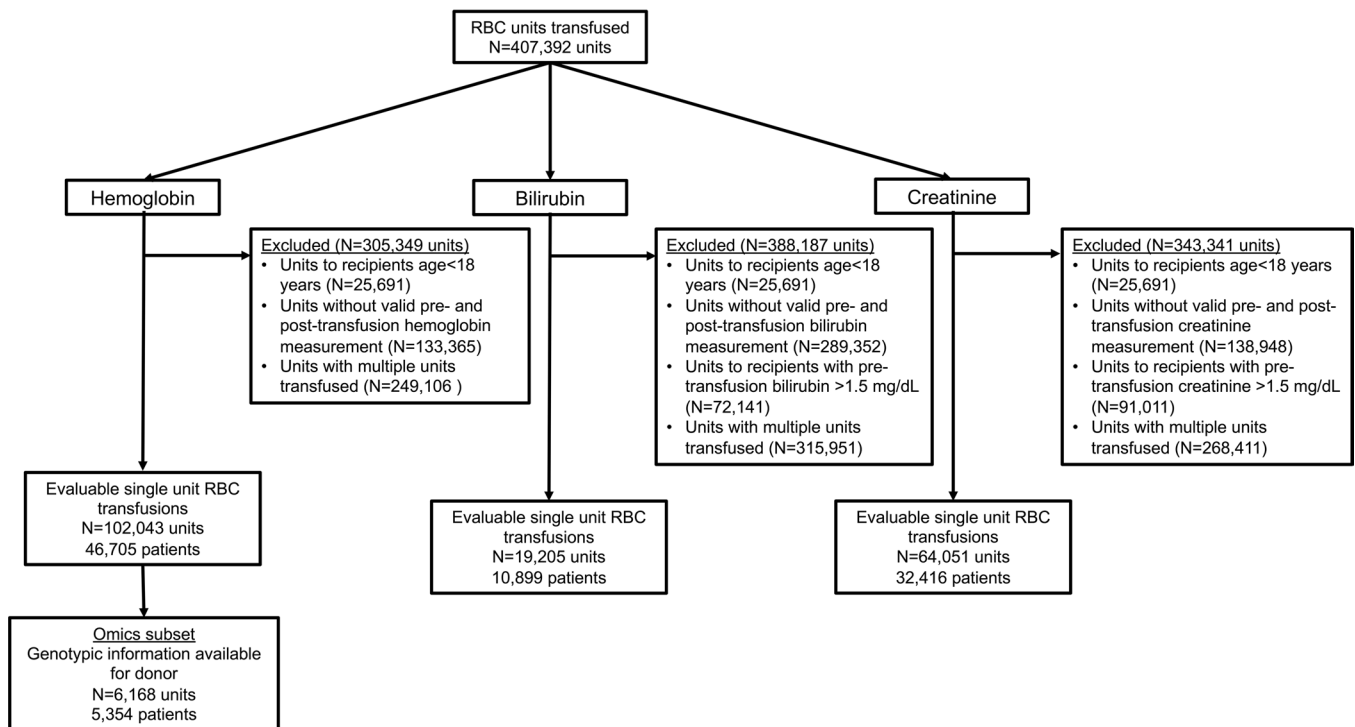 RBC units transfused
N=407,392 units
Hemoglobin
Bilirubin
Creatinine
Excluded (N=305,349 units)
• Units to recipients age<18
years (N=25,691)
• Units without valid pre- and
post-transfusion hemoglobin
measurement (N=133,365)
• Units with multiple units
transfused (N=249,106 )
Excluded (N=388,187 units)
• Units to recipients age<18
years (N=25,691)
• Units without valid pre- and
post-transfusion bilirubin
measurement (N=289,352)
• Units to recipients with pre-
transfusion bilirubin >1.5 mg/dL
(N=72,141)
• Units with multiple units
transfused (N=315,951)
Excluded (N=343,341 units)
• Units to recipients age<18 years
(N=25,691)
• Units without valid pre- and post-
transfusion creatinine
measurement (N=138,948)
• Units to recipients with pre-
transfusion creatinine >1.5 mg/dL
(N=91,011)
• Units with multiple units
transfused (N=268,411)
Evaluable single unit RBC
transfusions
N=102,043 units
46,705 patients
Evaluable single unit RBC
transfusions
N=19,205 units
10,899 patients
Evaluable single unit RBC
transfusions
N=64,051 units
32,416 patients
Omics subset
Genotypic information available
for donor
N=6,168 units
5,354 patients